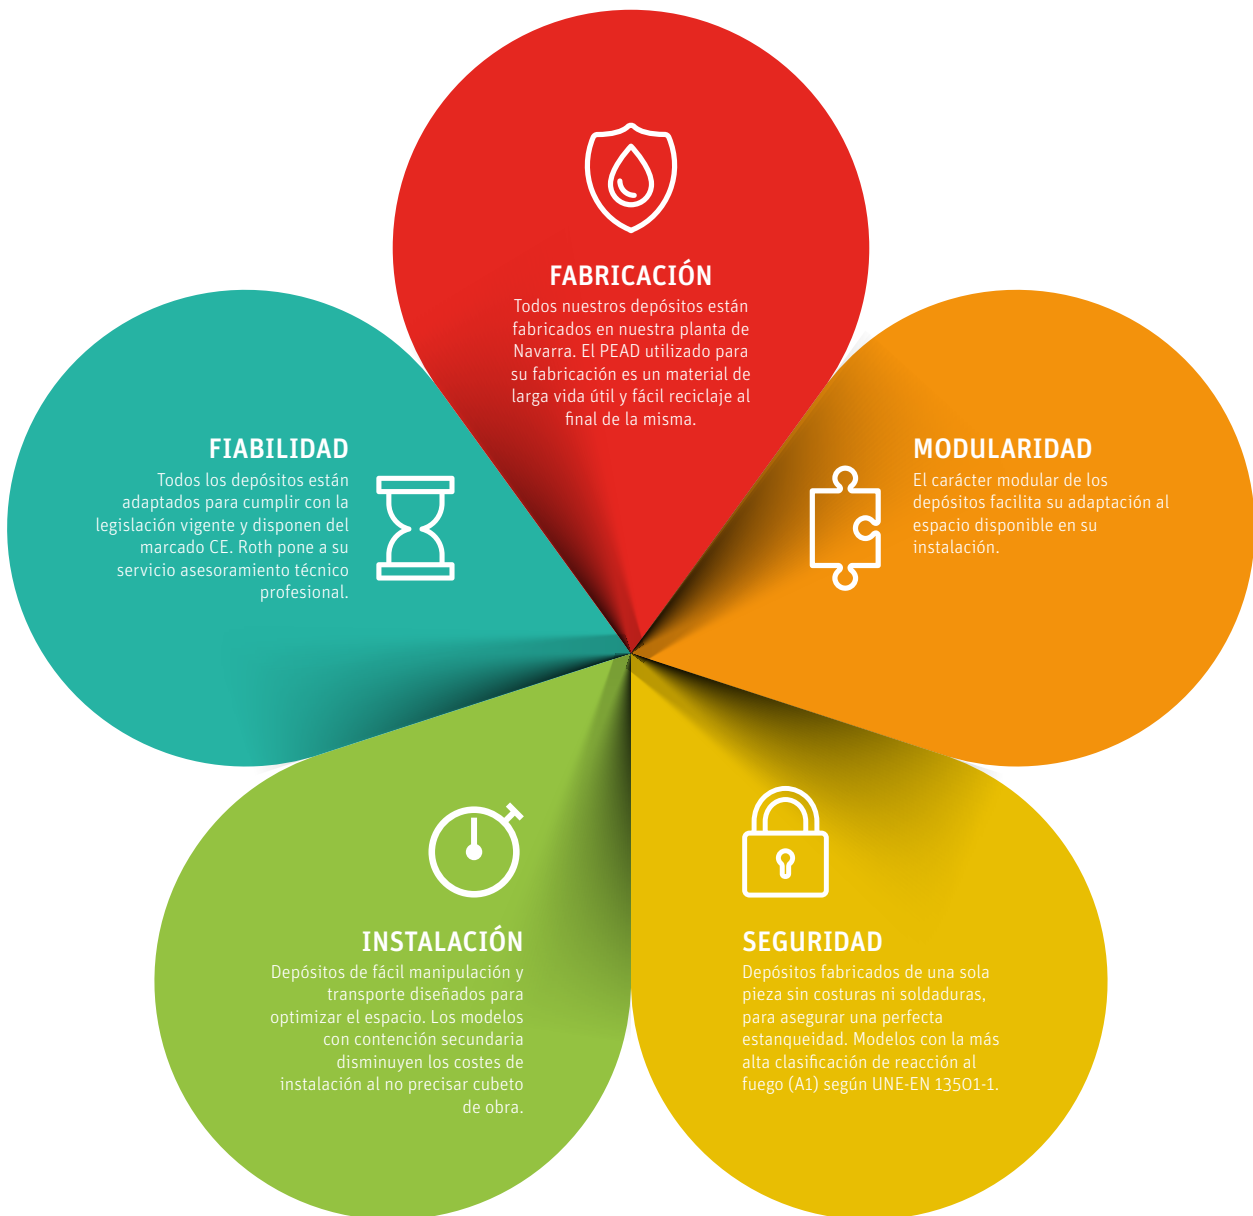 FABRICACIÓN
Todos nuestros depósitos están
fabricados en nuestra planta de
Navarra. El PEAD utilizado para
su fabricación es un material de
larga vida útil y fácil reciclaje al
final de la misma.
MODULARIDAD
El carácter modular de los
depósitos facilita su adaptación al
espacio disponible en su
instalación.
SEGURIDAD
Depósitos fabricados de una sola
pieza sin costuras ni soldaduras,
para asegurar una perfecta
estanqueidad. Modelos con la más
alta clasificación de reacción al
fuego (A1) según UNE-EN 13501-1.
INSTALACIÓN
Depósitos de fácil manipulación y
transporte diseñados para
optimizar el espacio. Los modelos
con contención secundaria
disminuyen los costes de
instalación al no precisar cubeto
de obra.
FIABILIDAD
Todos los depósitos están
adaptados para cumplir con la
legislación vigente y disponen del
marcado CE. Roth pone a su
servicio asesoramiento técnico
profesional.